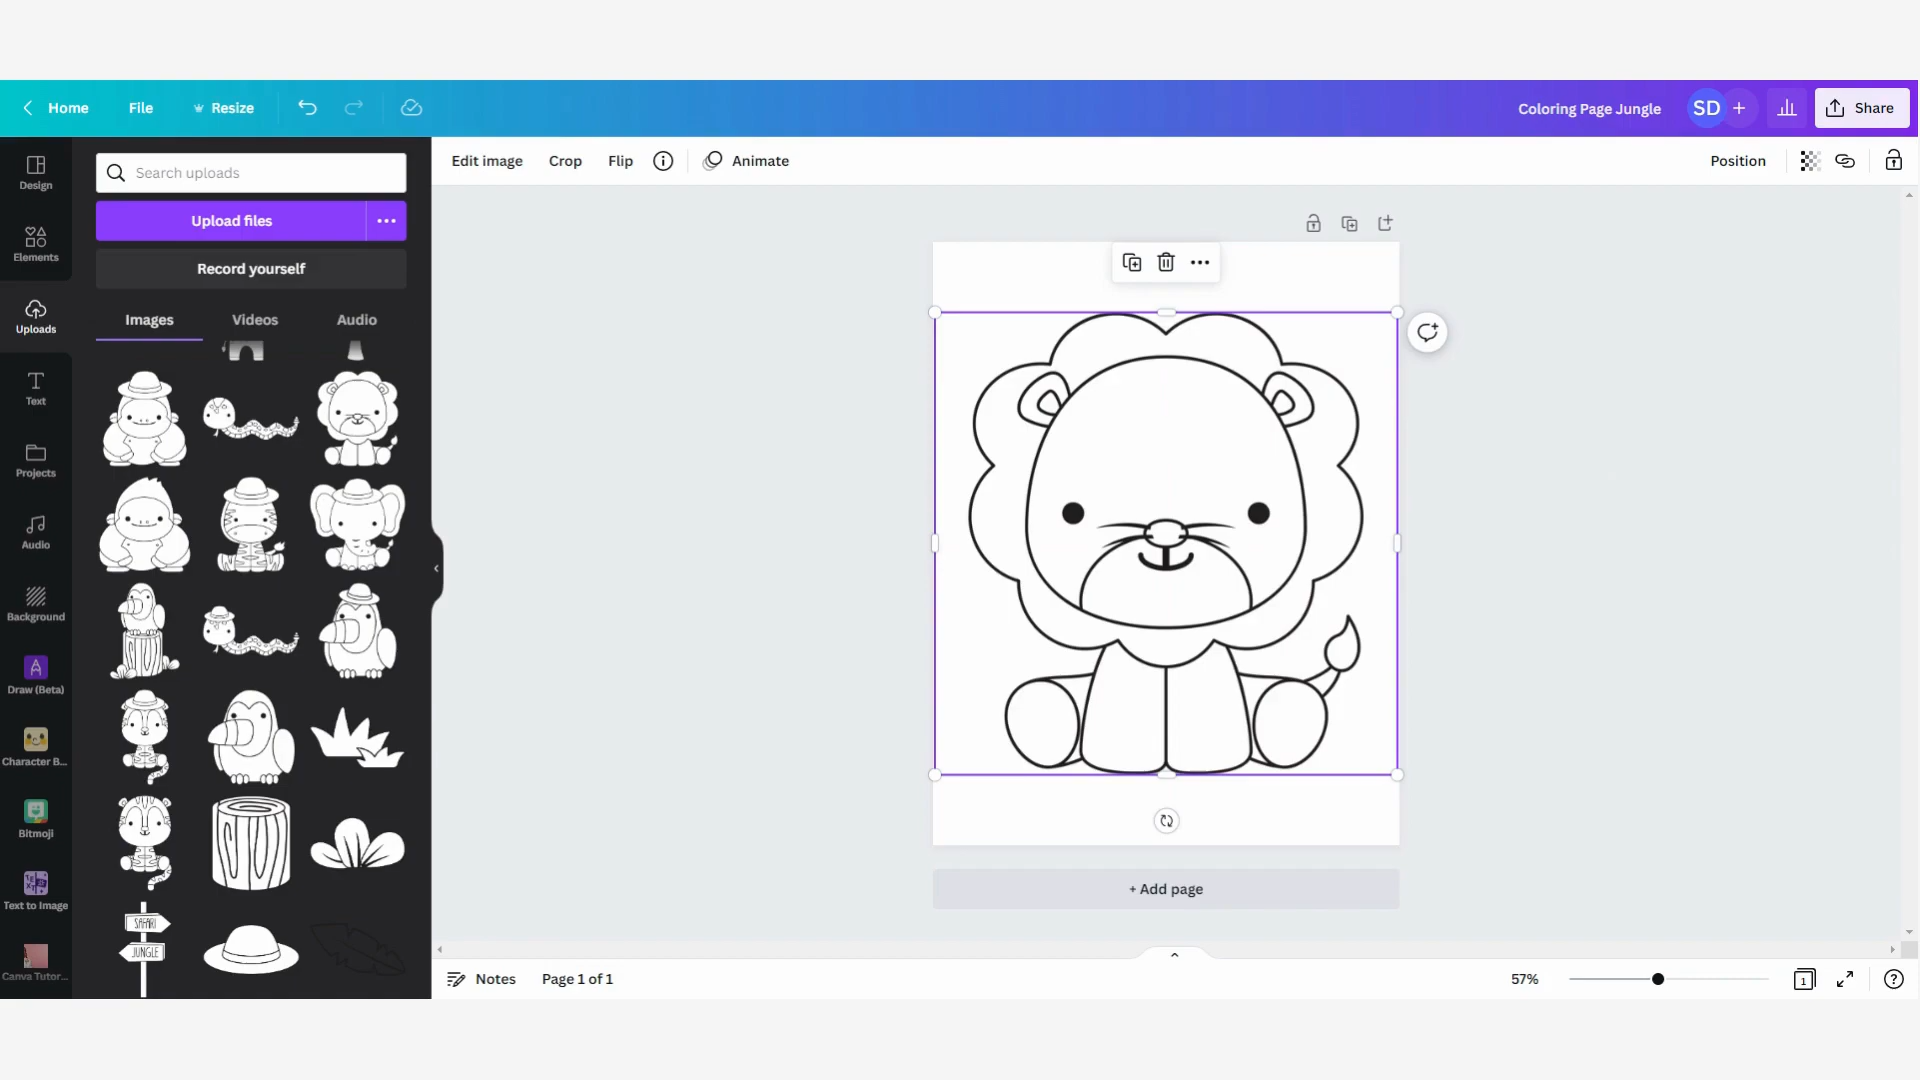 Home File Resize
Coloring Page Jungle SD + Share
Design
Elements
Uploads
Text
Projects
Audio
Background
Draw (Beta)
Character B...
Bitmoji
Text to Image
Canva Tutor...
Search uploads
Upload files
Record yourself
Images Videos Audio
SAFARI
JUNGLE
Edit image Crop Flip Animate Position
+ Add page
Notes Page 1 of 1 57% 1